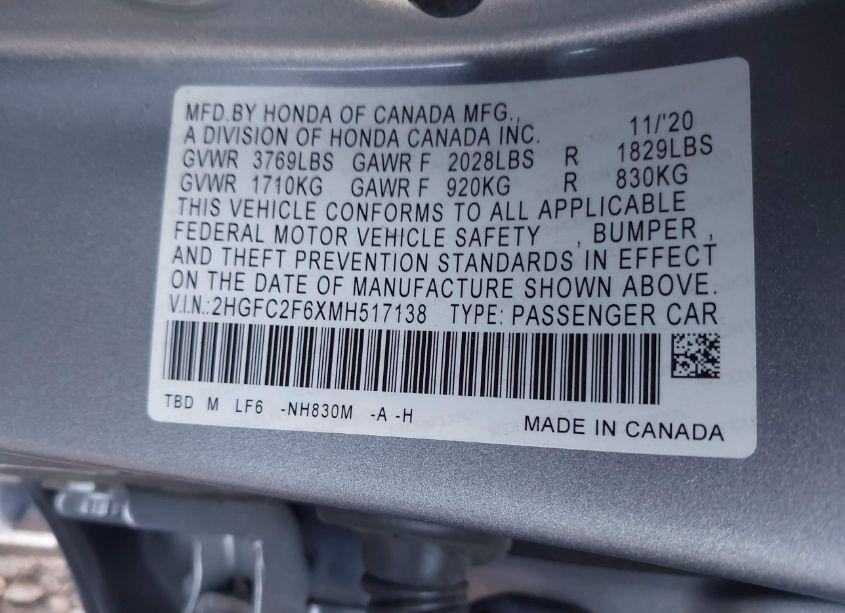 MFD.BY HONDA OF CANADA MFG., 11/'20
A DIVISION OF HONDA CANADA INC.
GVWR 3769LBS GAWR F 2028LBS R 1829LBS
GVWR 1710KG GAWR F 920KG R 830KG
THIS VEHICLE CONFORMS TO ALL APPLICABLE
FEDERAL MOTOR VEHICLE SAFETY , BUMPER ,
AND THEFT PREVENTION STANDARDS IN EFFECT
ON THE DATE OF MANUFACTURE SHOWN ABOVE.
V.I.N.:2HGFC2F6XMH517138 TYPE: PASSENGER CAR
TBD M LF6 -NH830M -A -H
MADE IN CANADA